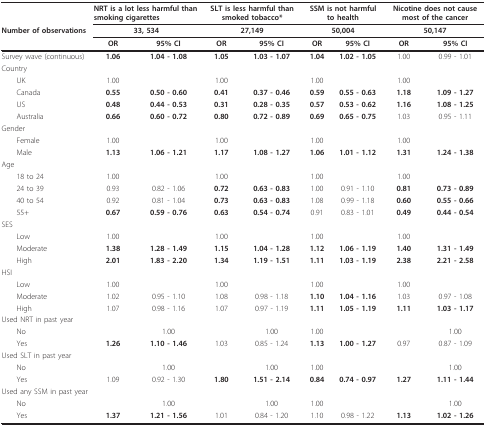 NRT is a lot less harmful than smoking cigarettes SLT is less harmful than smoked tobacco* SSM is not harmful to health Nicotine does not cause most of the cancer
Number of observations 33, 534 27,149 50,004 50,147
OR 95% CI OR 95% CI OR 95% CI OR 95% CI
Survey wave (continuous) 1.06 1.04 - 1.08 1.05 1.03 - 1.07 1.04 1.02 - 1.05 1.00 0.99 - 1.01
Country
UK 1.00 1.00 1.00 1.00
Canada 0.55 0.50 - 0.60 0.41 0.37 - 0.46 0.59 0.55 - 0.63 1.18 1.09 - 1.27
US 0.48 0.44 - 0.53 0.31 0.28 - 0.35 0.57 0.53 - 0.62 1.16 1.08 - 1.25
Australia 0.66 0.60 - 0.72 0.80 0.72 - 0.89 0.69 0.65 - 0.75 1.03 0.95 - 1.11
Gender
Female 1.00 1.00 1.00 1.00
Male 1.13 1.06 - 1.21 1.17 1.08 - 1.27 1.06 1.01 - 1.12 1.31 1.24 - 1.38
Age
18 to 24 1.00 1.00 1.00 1.00
24 to 39 0.93 0.82 - 1.06 0.72 0.63 - 0.83 1.00 0.91 - 1.10 0.81 0.73 - 0.89
40 to 54 0.92 0.81 - 1.04 0.73 0.63 - 0.83 1.08 0.99 - 1.18 0.60 0.55 - 0.66
55+ 0.67 0.59 - 0.76 0.63 0.54 - 0.74 0.91 0.83 - 1.01 0.49 0.44 - 0.54
SES
Low 1.00 1.00 1.00 1.00
Moderate 1.38 1.28 - 1.49 1.15 1.04 - 1.28 1.12 1.06 - 1.19 1.40 1.31 - 1.49
High 2.01 1.83 - 2.20 1.34 1.19 - 1.51 1.11 1.03 - 1.19 2.38 2.21 - 2.58
HSI
Low 1.00 1.00 1.00 1.00
Moderate 1.02 0.95 - 1.10 1.08 0.98 - 1.18 1.10 1.04 - 1.16 1.03 0.97 - 1.08
High 1.07 0.98 - 1.16 1.07 0.97 - 1.19 1.11 1.05 - 1.19 1.11 1.03 - 1.17
Used NRT in past year
No 1.00 1.00 1.00 1.00
Yes 1.26 1.10 - 1.46 1.03 0.85 - 1.24 1.13 1.00 - 1.27 0.97 0.87 - 1.09
Used SLT in past year
No 1.00 1.00 1.00 1.00
Yes 1.09 0.92 - 1.30 1.80 1.51 - 2.14 0.84 0.74 - 0.97 1.27 1.11 - 1.44
Used any SSM in past year
No 1.00 1.00 1.00 1.00
Yes 1.37 1.21 - 1.56 1.01 0.84 - 1.20 1.10 0.98 - 1.22 1.13 1.02 - 1.26